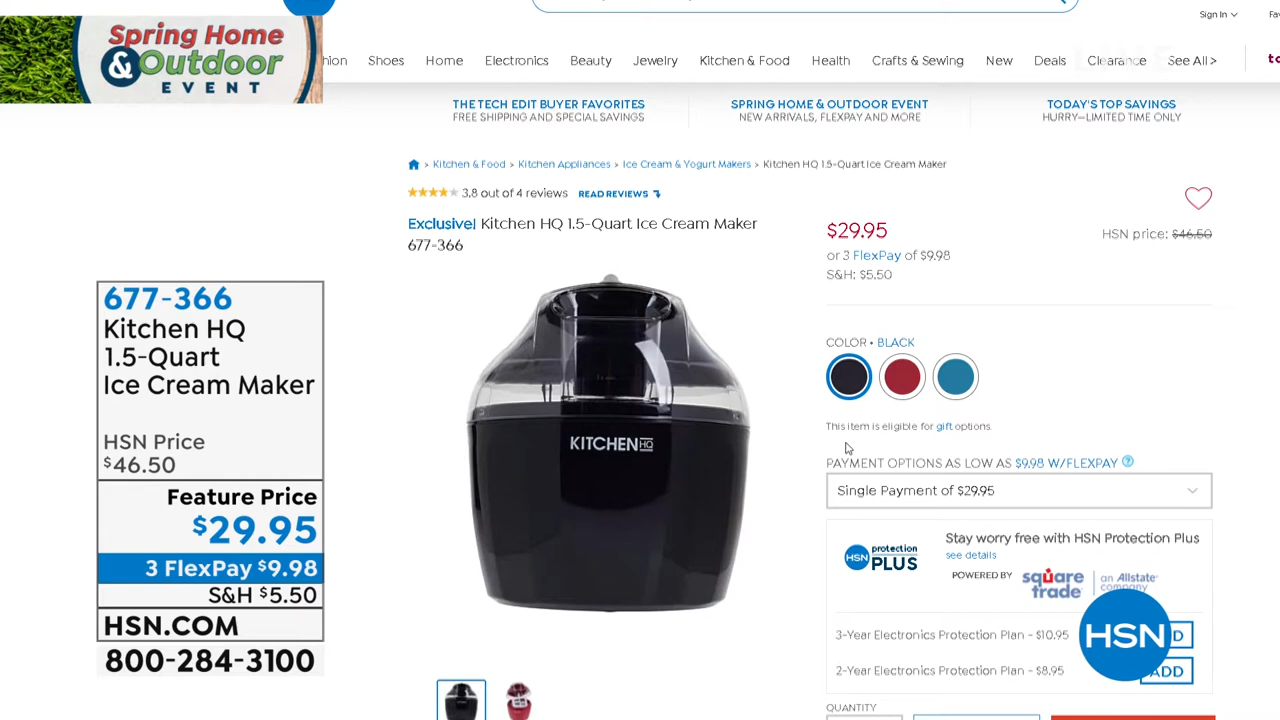 Spring Home
& Outdoor
EVENT
Sign In
Shoes
Home
Electronics
Beauty
Jewelry
Kitchen & Food
Health
Crafts & Sewing
New
Deals
Clearance
See All >
THE TECH EDIT BUYER FAVORITES
FREE SHIPPING AND SPECIAL SAVINGS
SPRING HOME & OUTDOOR EVENT
NEW ARRIVALS, FLEXPAY AND MORE
TODAY'S TOP SAVINGS
HURRY—LIMITED TIME ONLY
> Kitchen & Food > Kitchen Appliances > Ice Cream & Yogurt Makers > Kitchen HQ 1.5-Quart Ice Cream Maker
3.8 out of 4 reviews READ REVIEWS
Exclusive! Kitchen HQ 1.5-Quart Ice Cream Maker
677-366
$29.95
HSN price: $46.50
or 3 FlexPay of $9.98
S&H: $5.50
COLOR • BLACK
This item is eligible for gift options.
PAYMENT OPTIONS AS LOW AS $9.98 W/FLEXPAY ?
Single Payment of $29.95
HSN protection PLUS
Stay worry free with HSN Protection Plus
see details
POWERED BY square trade | an Allstate company
3-Year Electronics Protection Plan - $10.95
2-Year Electronics Protection Plan - $8.95
ADD
HSN
QUANTITY
KITCHEN HQ
677-366
Kitchen HQ
1.5-Quart
Ice Cream Maker
HSN Price
$46.50
Feature Price
$29.95
3 FlexPay $9.98
S&H $5.50
HSN.COM
800-284-3100